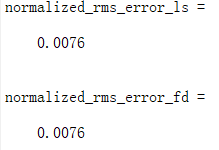 normalized_rms_error_ls =
0.0076
normalized_rms_error_fd =
0.0076